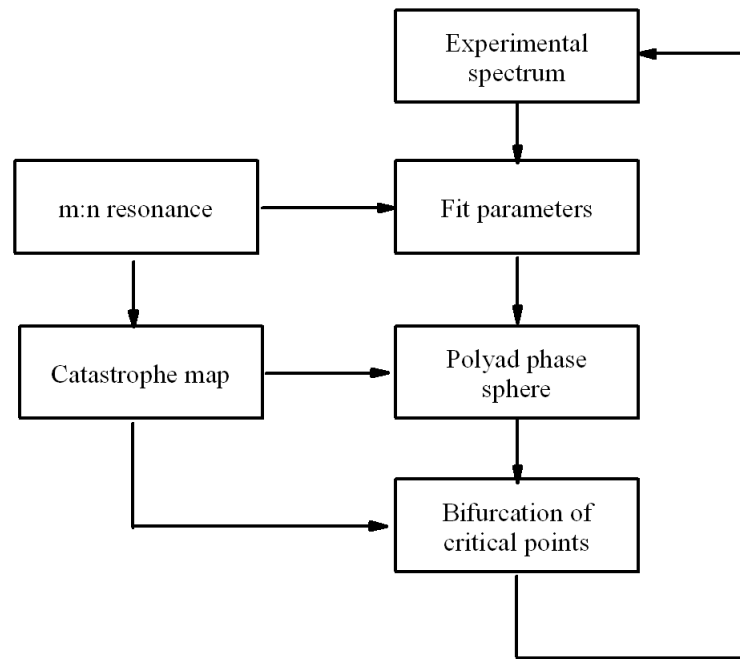 Experimental
spectrum
m:n resonance
Fit parameters
Catastrophe map
Polyad phase
sphere
Bifurcation of
critical points